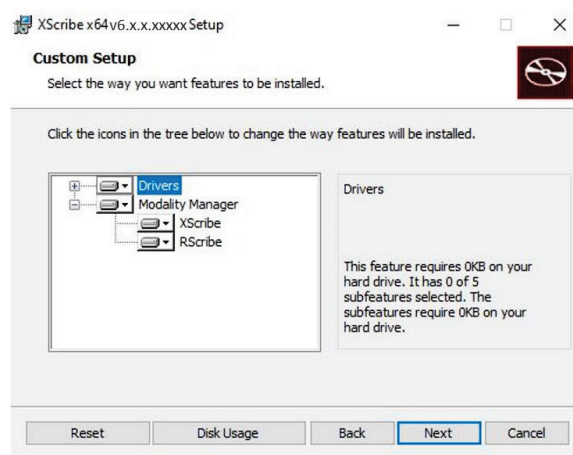 XScribe x64 v6.x.x.xxxxx Setup
Custom Setup
Select the way you want features to be installed.
Click the icons in the tree below to change the way features will be installed.
Drivers
Modality Manager
XScribe
RScribe
Drivers
This feature requires 0KB on your
hard drive. It has 0 of 5
subfeatures selected. The
subfeatures require 0KB on your
hard drive.
Reset
Disk Usage
Back
Next
Cancel